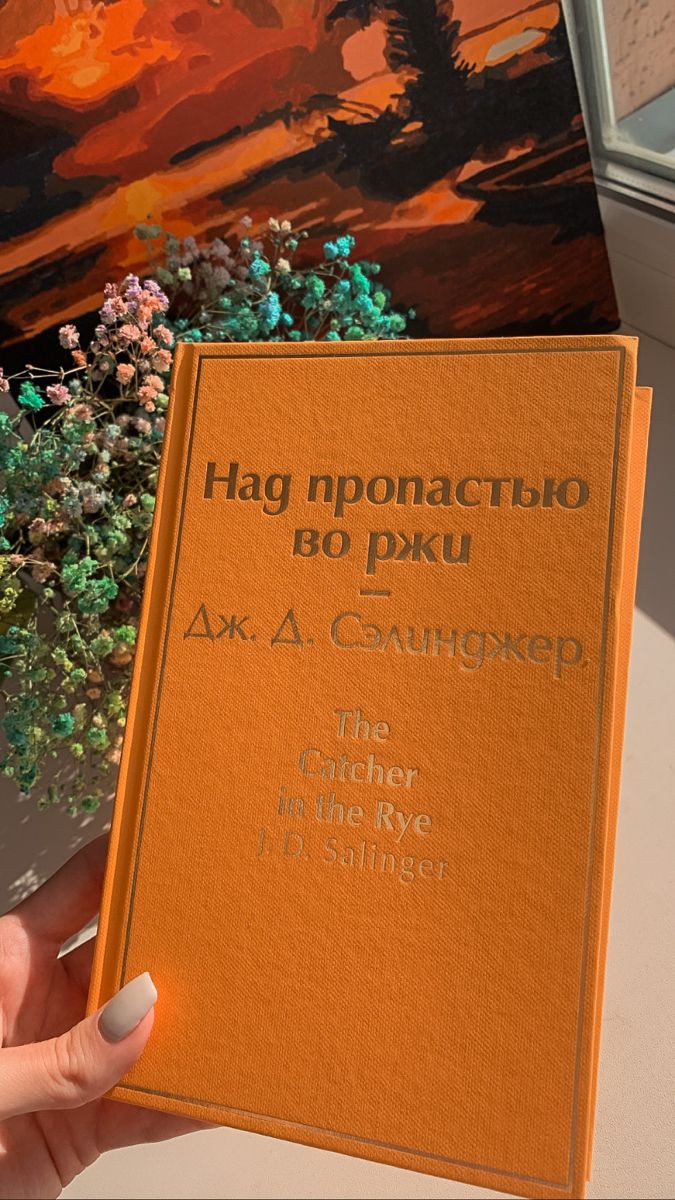 Над пропастью
во ржи
–
Дж. Д. Сэлинджер
The
Catcher
in the Rye
J. D. Salinger